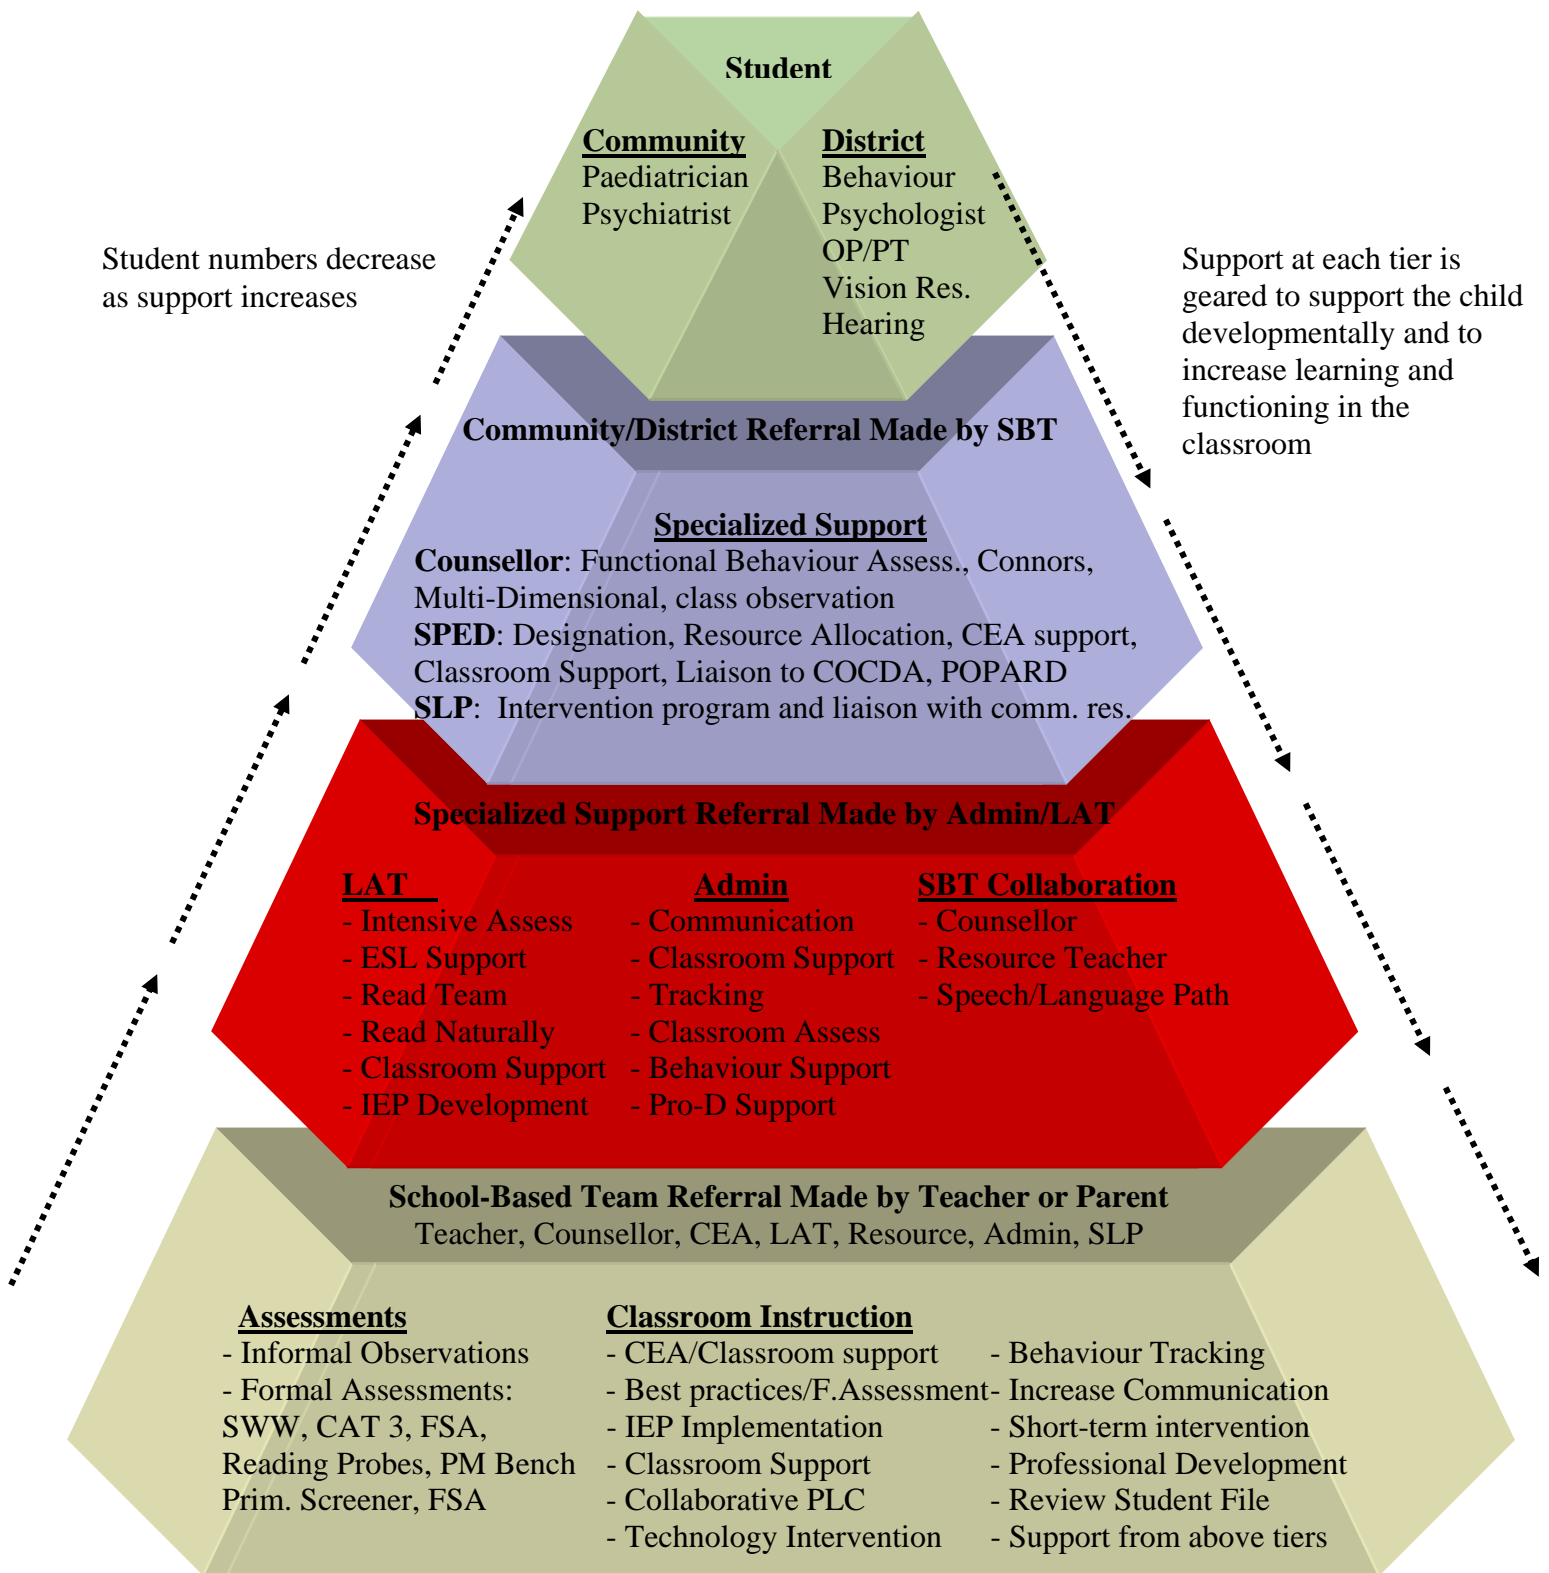 Student
Community
Paediatrician
Psychiatrist
District
Behaviour
Psychologist
OP/PT
Vision Res.
Hearing
Student numbers decrease
as support increases
Support at each tier is
geared to support the child
developmentally and to
increase learning and
functioning in the
classroom
Community/District Referral Made by SBT
Specialized Support
Counsellor: Functional Behaviour Assess., Connors,
Multi-Dimensional, class observation
SPED: Designation, Resource Allocation, CEA support,
Classroom Support, Liaison to COCDA, POPARD
SLP:  Intervention program and liaison with comm. res.
Specialized Support Referral Made by Admin/LAT
LAT
- Intensive Assess
- ESL Support
- Read Team
- Read Naturally
- Classroom Support
- IEP Development
Admin
- Communication
- Classroom Support
- Tracking
- Classroom Assess
- Behaviour Support
- Pro-D Support
SBT Collaboration
- Counsellor
- Resource Teacher
- Speech/Language Path
School-Based Team Referral Made by Teacher or Parent
Teacher, Counsellor, CEA, LAT, Resource, Admin, SLP
Assessments
- Informal Observations
- Formal Assessments:
SWW, CAT 3, FSA,
Reading Probes, PM Bench
Prim. Screener, FSA
Classroom Instruction
- CEA/Classroom support
- Best practices/F.Assessment
- IEP Implementation
- Classroom Support
- Collaborative PLC
- Technology Intervention
- Behaviour Tracking
- Increase Communication
- Short-term intervention
- Professional Development
- Review Student File
- Support from above tiers